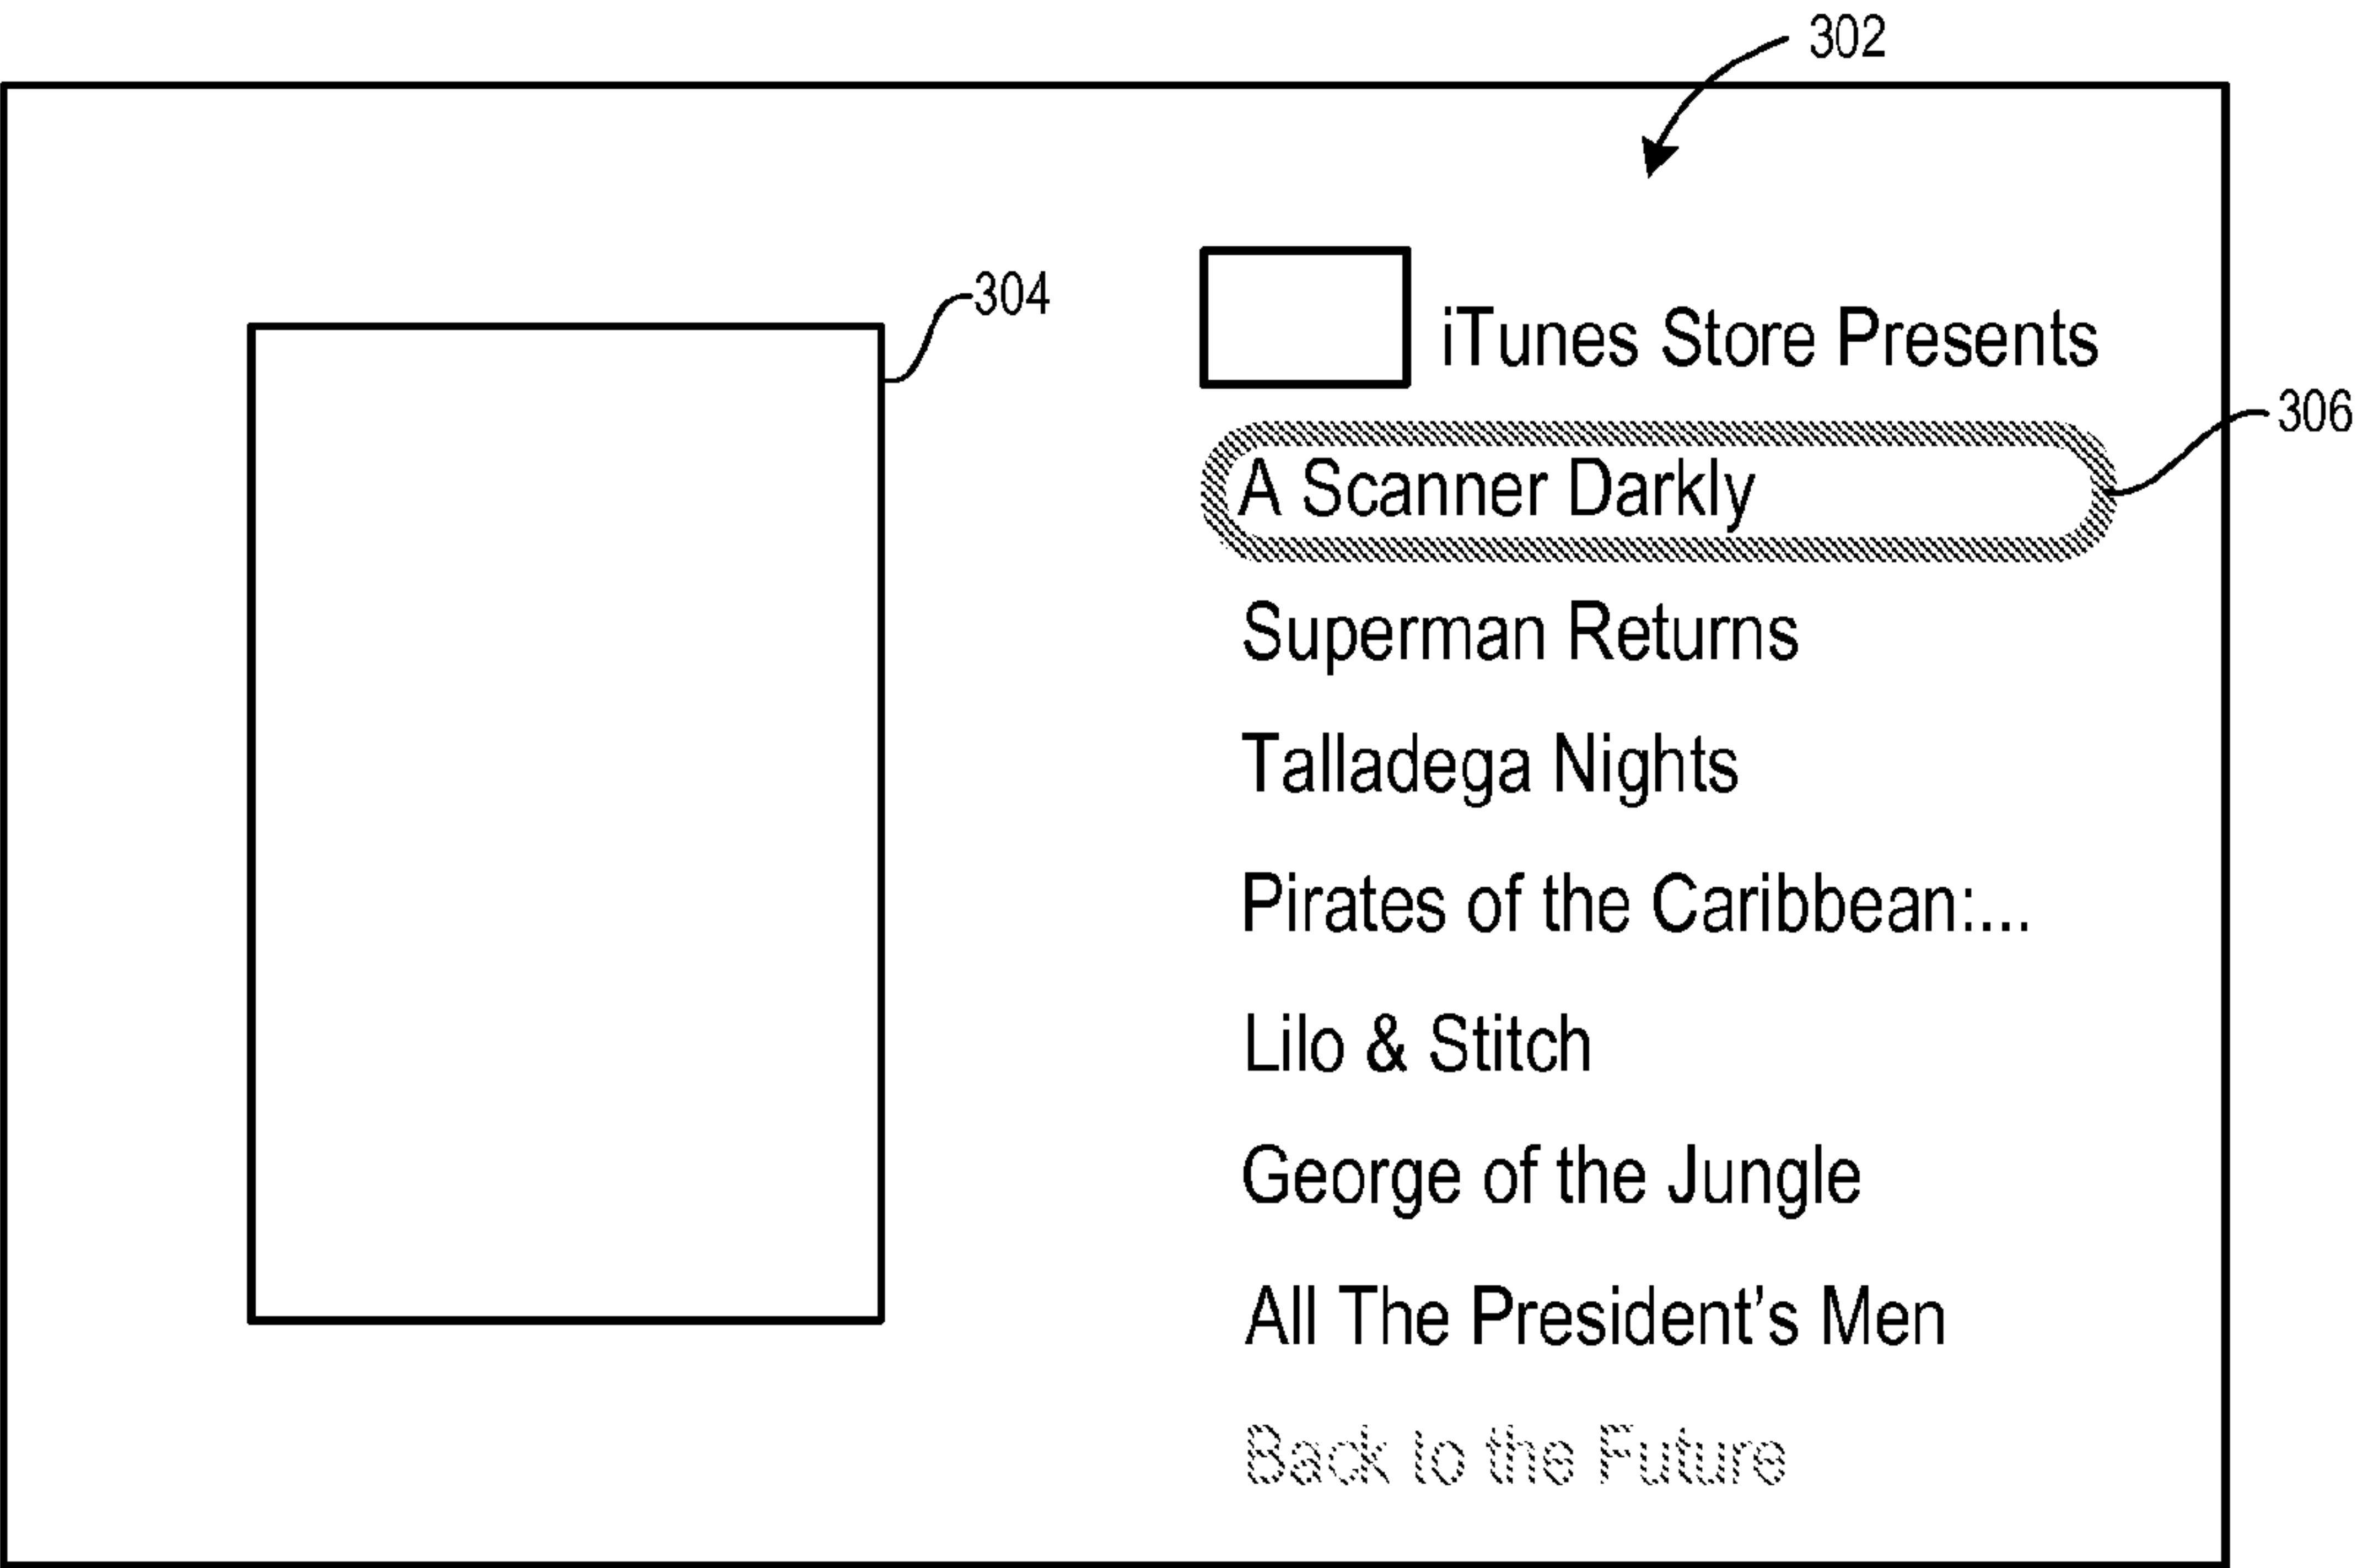 302
304
iTunes Store Presents
306
A Scanner Darkly
Superman Returns
Talladega Nights
Pirates of the Caribbean:...
Lilo & Stitch
George of the Jungle
All The President's Men
Back to the Future